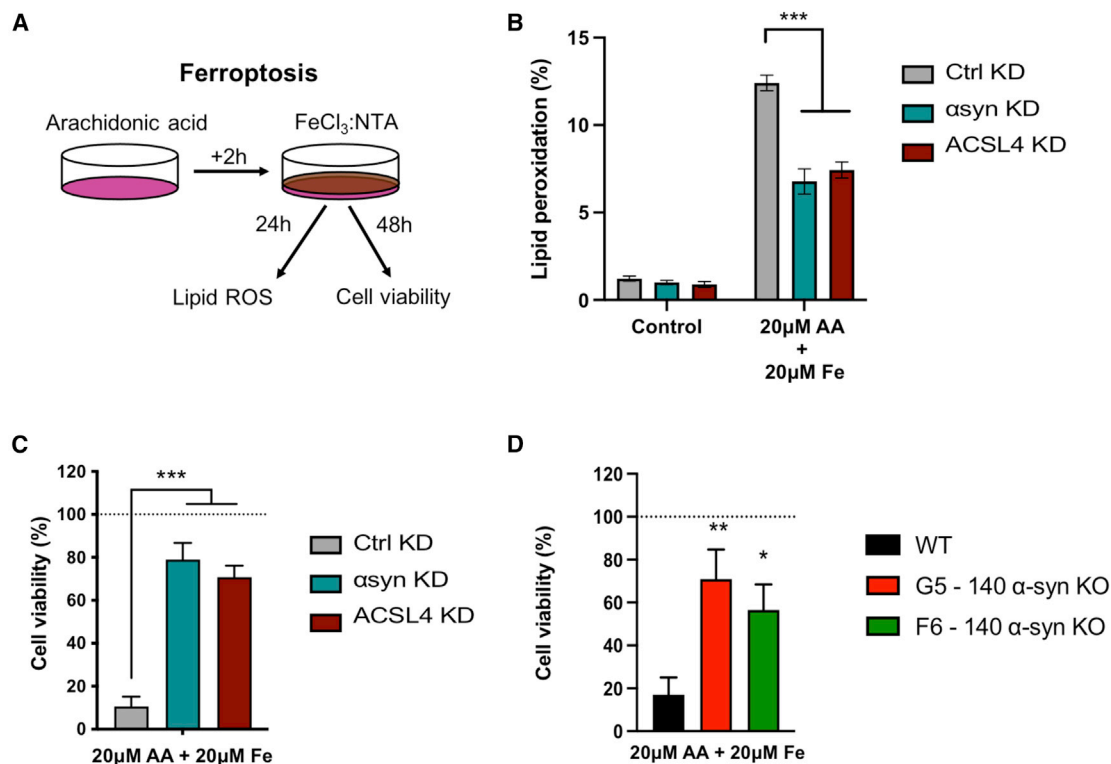 A
Ferroptosis
Arachidonic acid
FeCl₃:NTA
+2h
24h
48h
Lipid ROS
Cell viability
B
Lipid peroxidation (%)
15
10
5
0
***
Control
20µM AA
+
20µM Fe
Ctrl KD
αsyn KD
ACSL4 KD
C
Cell viability (%)
120
100
80
60
40
20
0
***
20µM AA + 20µM Fe
Ctrl KD
αsyn KD
ACSL4 KD
D
Cell viability (%)
120
100
80
60
40
20
0
**
*
20µM AA + 20µM Fe
WT
G5 - 140 α-syn KO
F6 - 140 α-syn KO